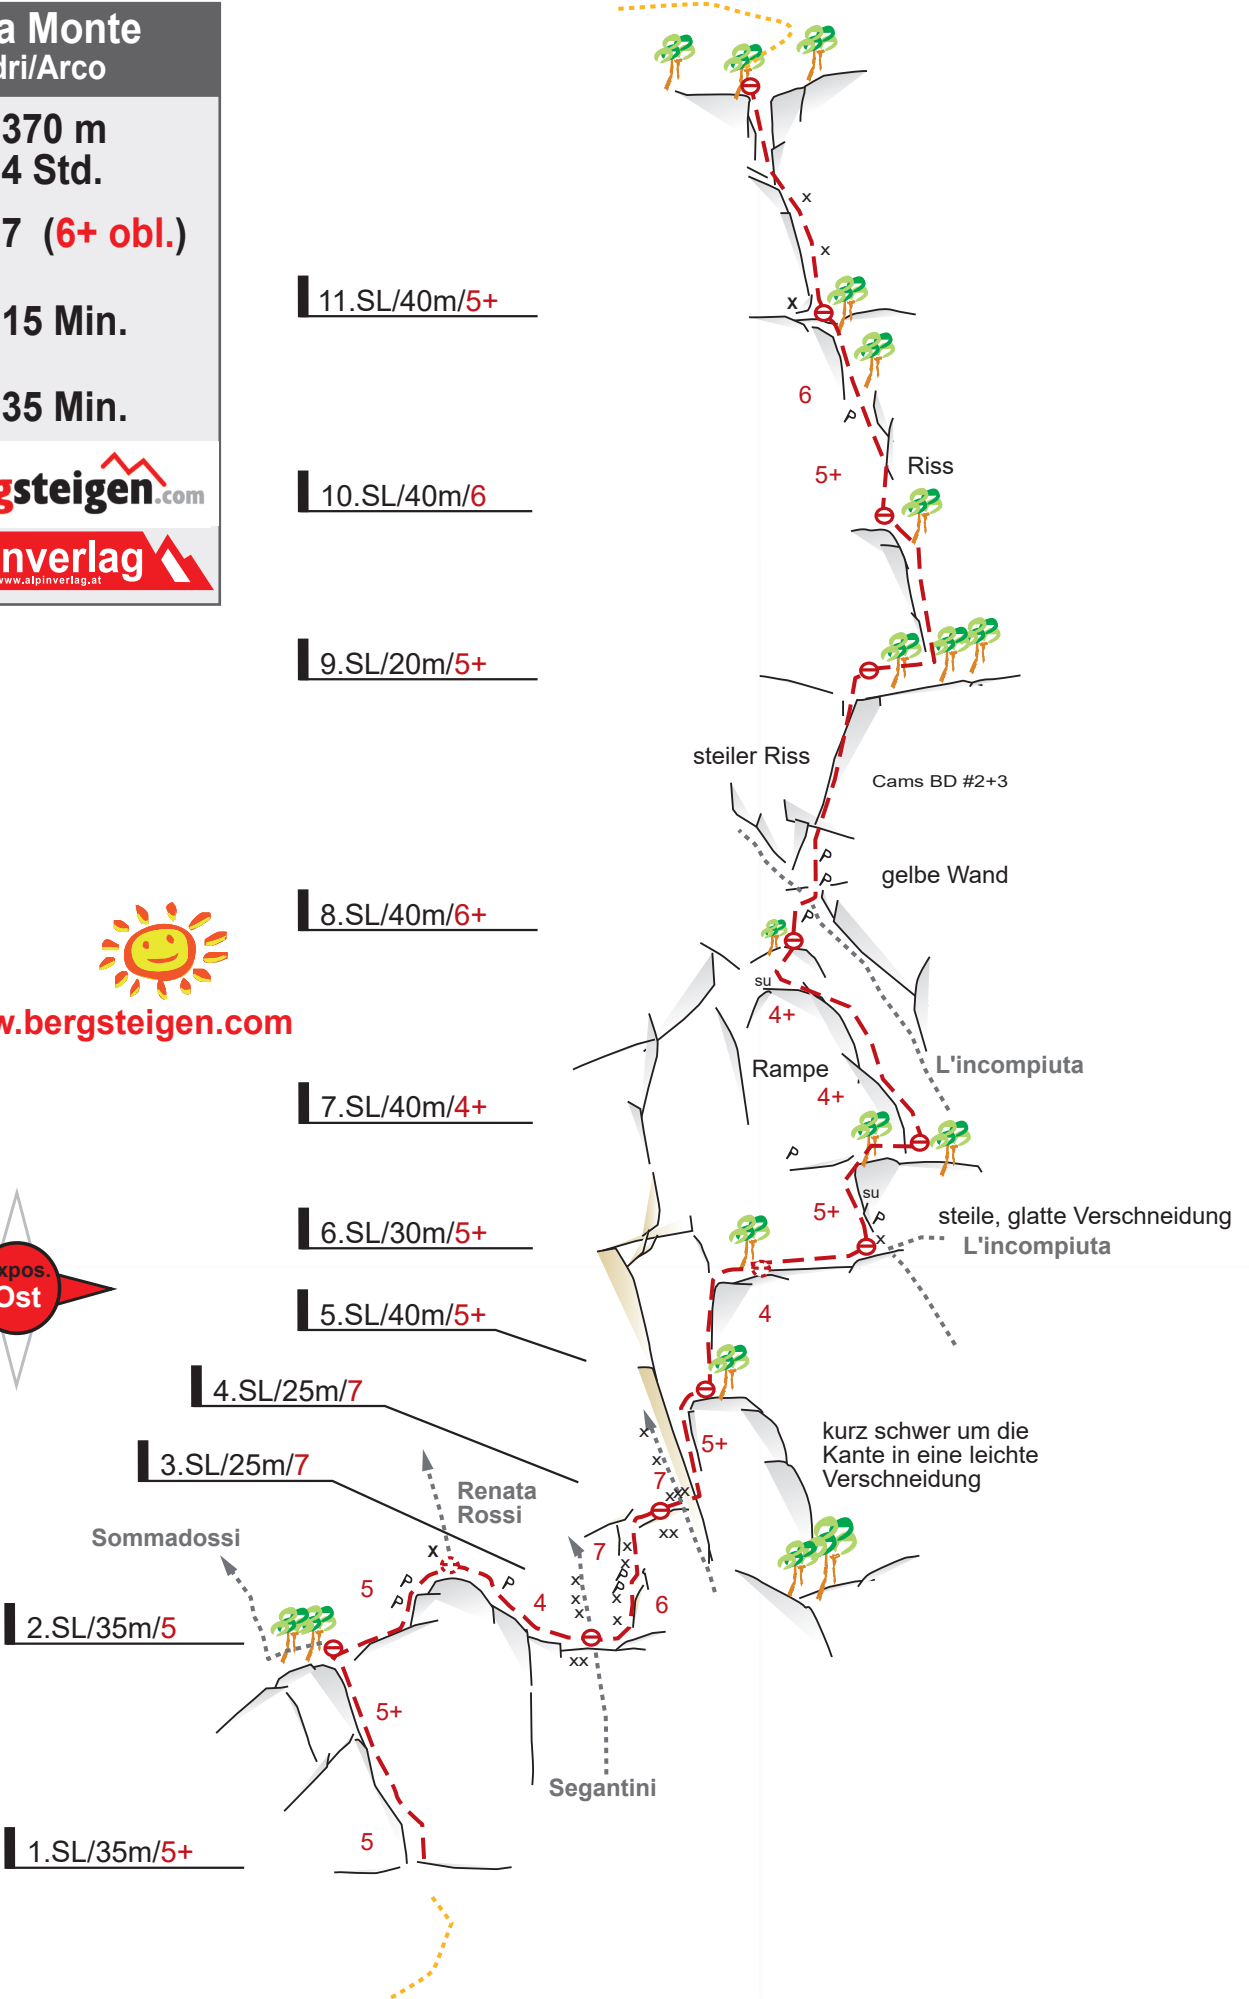 a Monte
dri/Arco
370 m
4 Std.
7 (6+ obl.)
15 Min.
35 Min.
gsteigen.com
nverlag
www.alpinverlag.at
x
x
11.SL/40m/5+
x
6
P
Riss
5+
10.SL/40m/6
9.SL/20m/5+
steiler Riss
Cams BD #2+3
P
P
gelbe Wand
8.SL/40m/6+
P
w.bergsteigen.com
su
4+
Rampe
L'incompiuta
4+
7.SL/40m/4+
P
su
5+
P
steile, glatte Verschneidung
6.SL/30m/5+
x
L'incompiuta
xpos.
Ost
5.SL/40m/5+
4
4.SL/25m/7
kurz schwer um die
Kante in eine leichte
Verschneidung
x
5+
x
3.SL/25m/7
7
Renata
Rossi
xxx
xx
Sommadossi
x
7
x
x
5
P
P
P
4
x
x
x
x
P
P
x
x
6
2.SL/35m/5
xx
5+
Segantini
5
1.SL/35m/5+